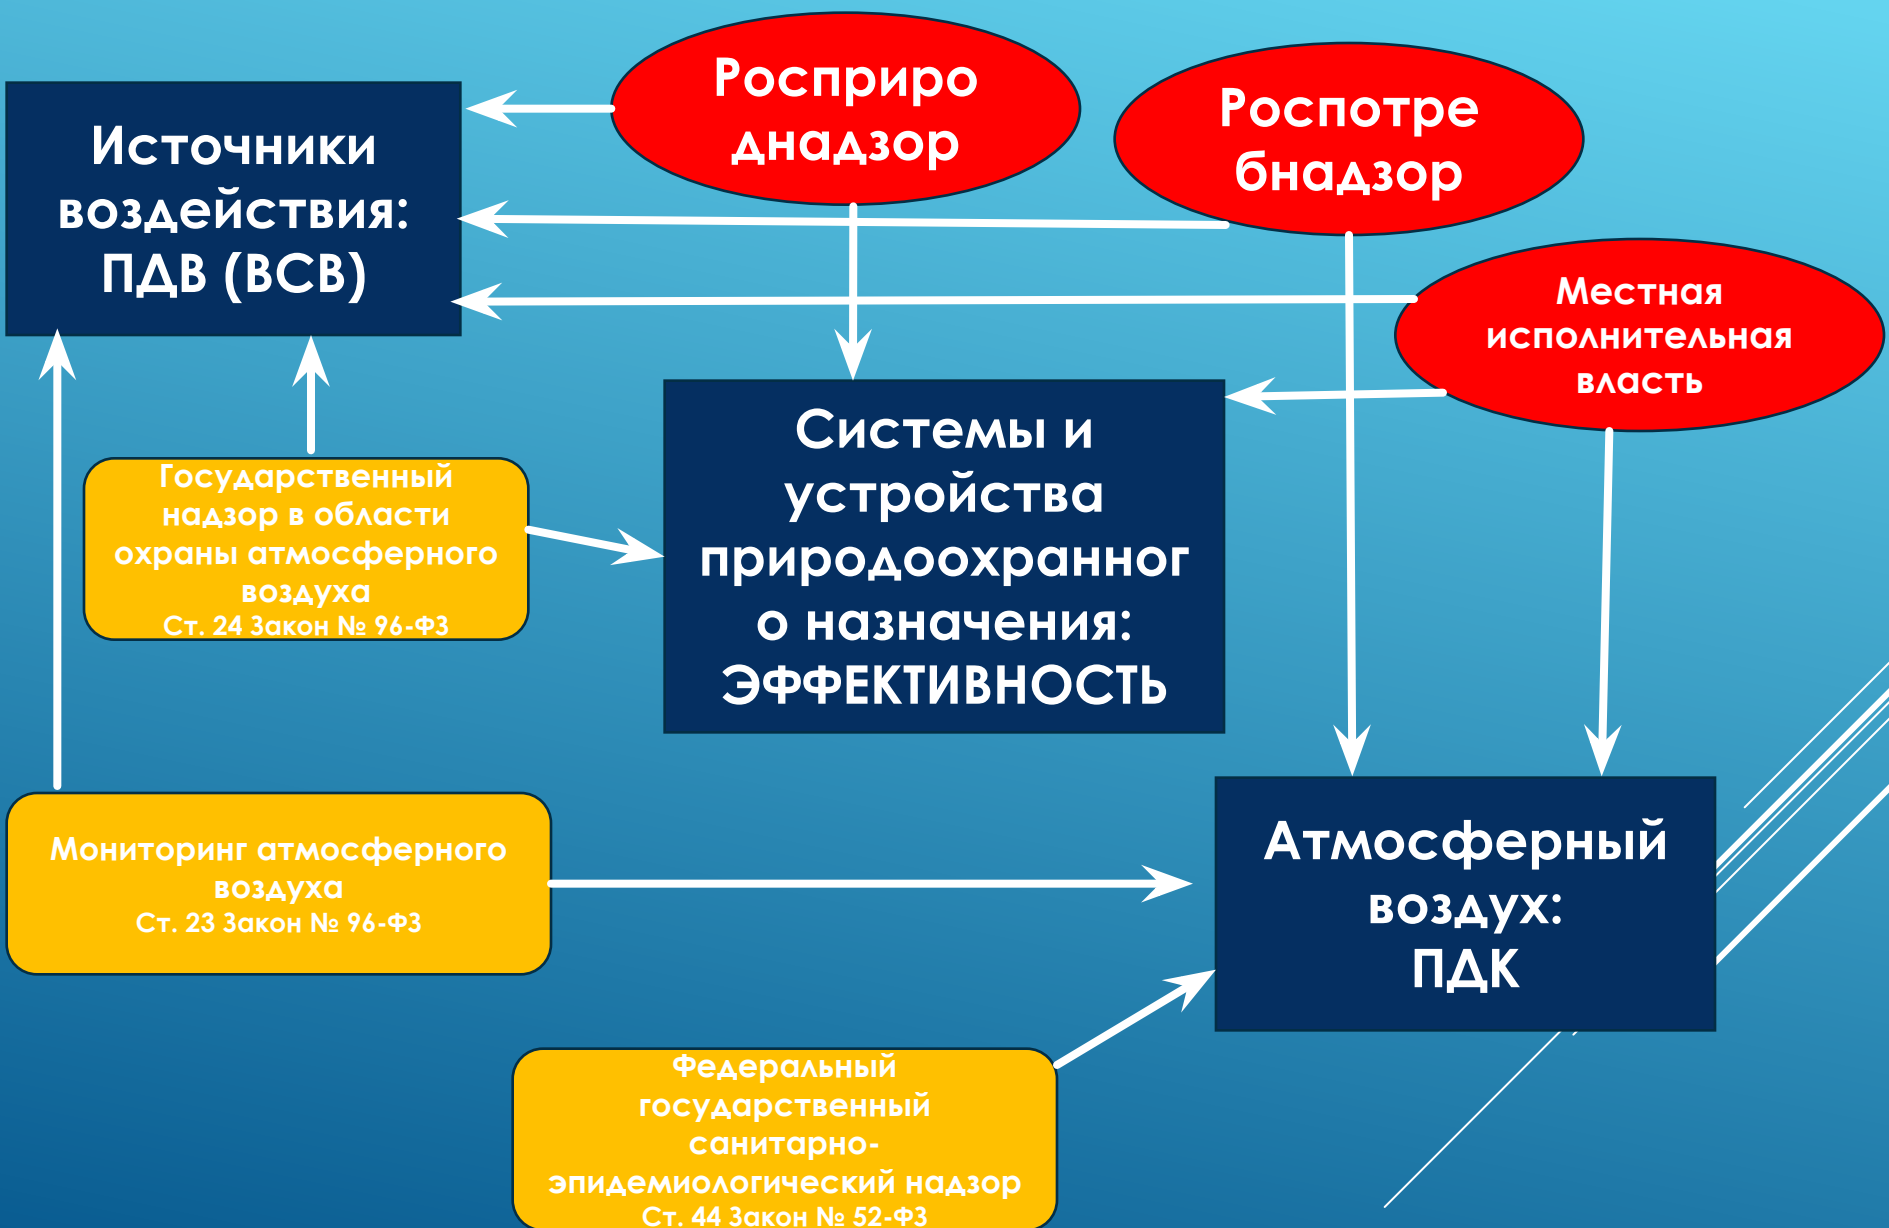 Росприро
днадзор
Роспотре
бнадзор
Источники
воздействия:
ПДВ (ВСВ)
Местная
исполнительная
власть
Системы и
устройства
природоохранног
о назначения:
ЭФФЕКТИВНОСТЬ
Государственный
надзор в области
охраны атмосферного
воздуха
Ст. 24 Закон № 96-ФЗ
Мониторинг атмосферного
воздуха
Ст. 23 Закон № 96-ФЗ
Атмосферный
воздух:
ПДК
Федеральный
государственный
санитарно-
эпидемиологический надзор
Ст. 44 Закон № 52-ФЗ